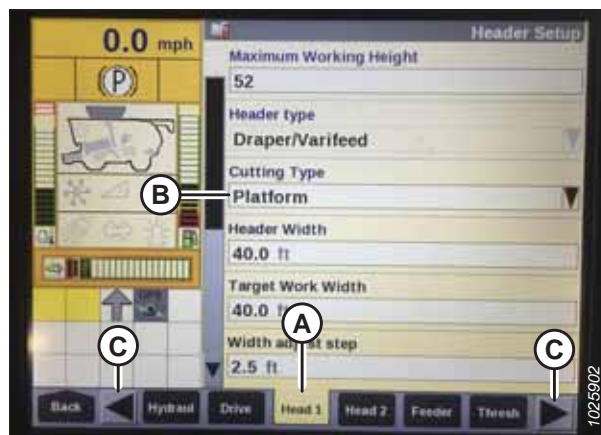 0.0 mph
(P)
Header Setup
Maximum Working Height
52
Header type
Draper/Varifeed
Cutting Type
B
Platform
Header Width
40.0 ft
Target Work Width
40.0 ft
A
Width adjust step
2.5 ft
C
C
Back
Hydraul
Drive
Head 1
Head 2
Feeder
Thresh
1025902